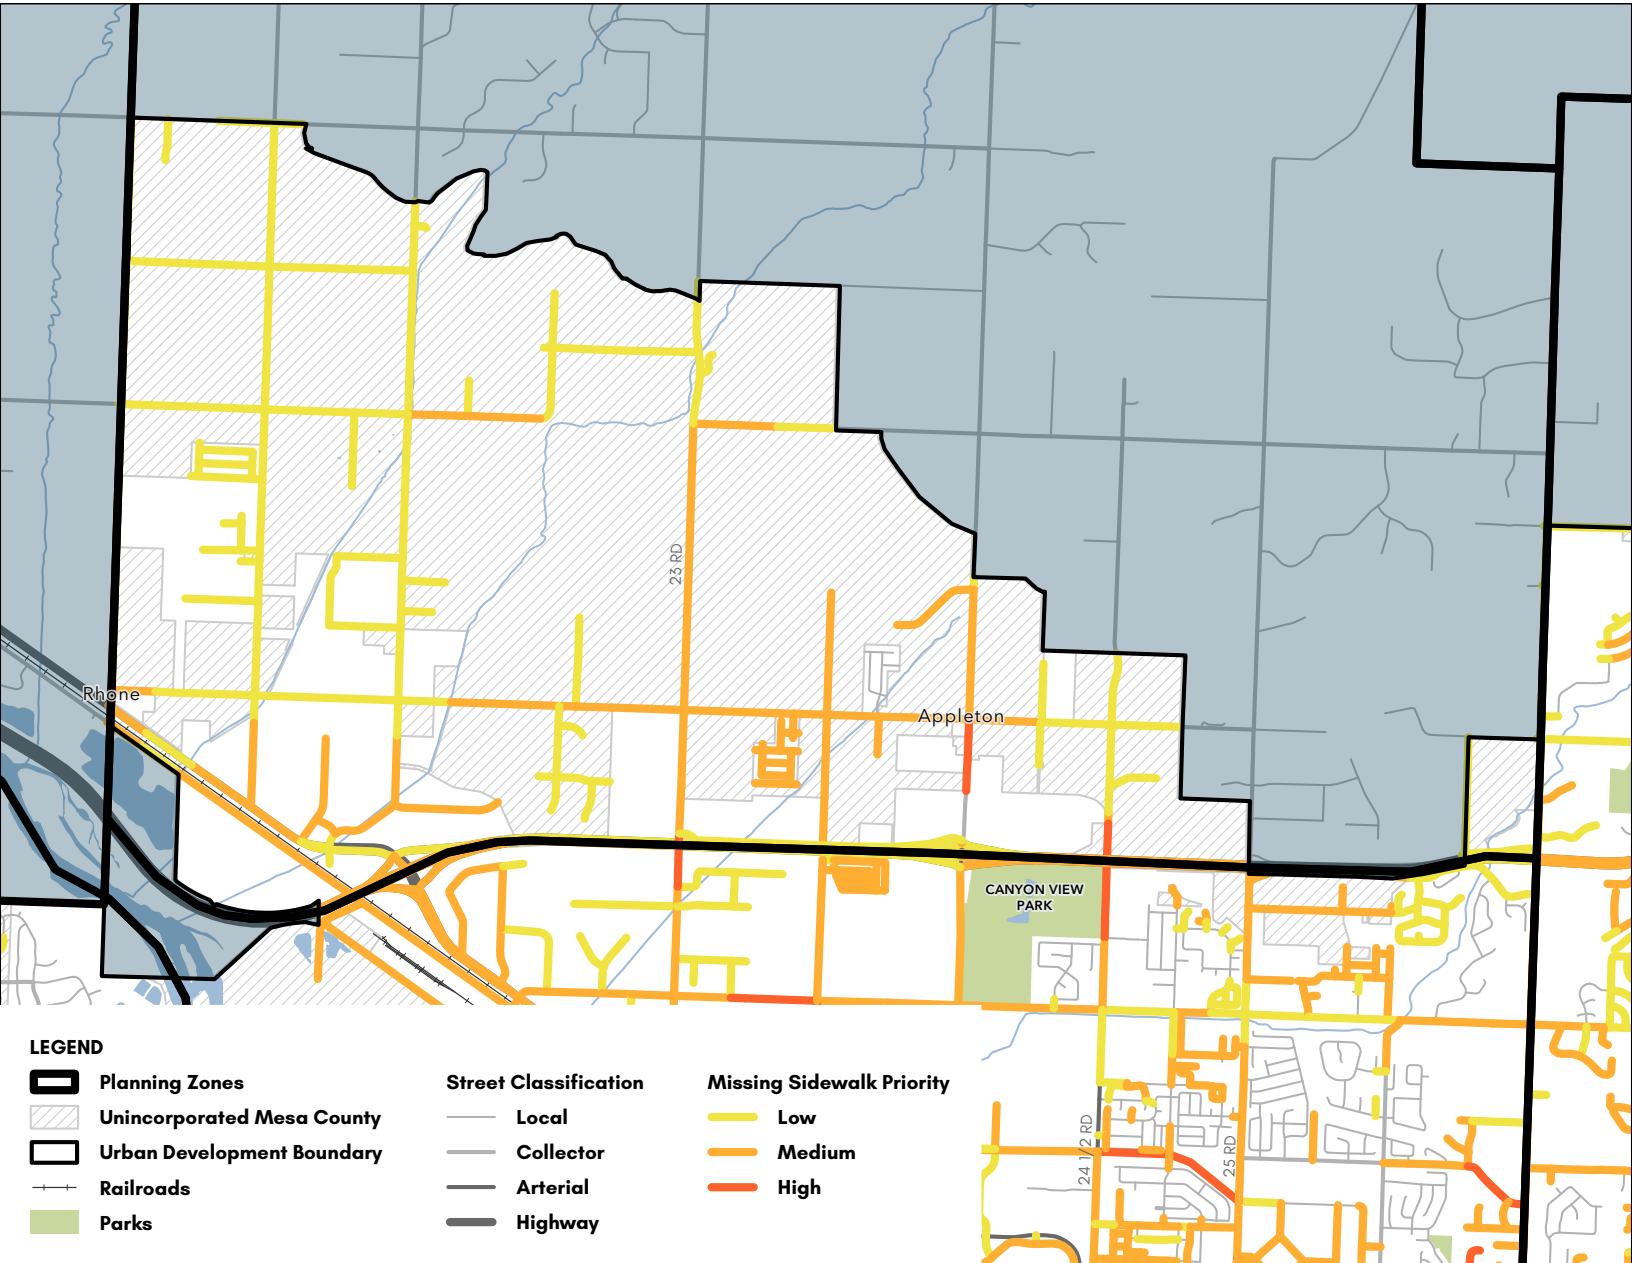 23 RD
Rhone
Appleton
CANYON VIEW
PARK
24 1/2 RD
25 RD
LEGEND
Planning Zones
Unincorporated Mesa County
Urban Development Boundary
Railroads
Parks
Street Classification
Local
Collector
Arterial
Highway
Missing Sidewalk Priority
Low
Medium
High